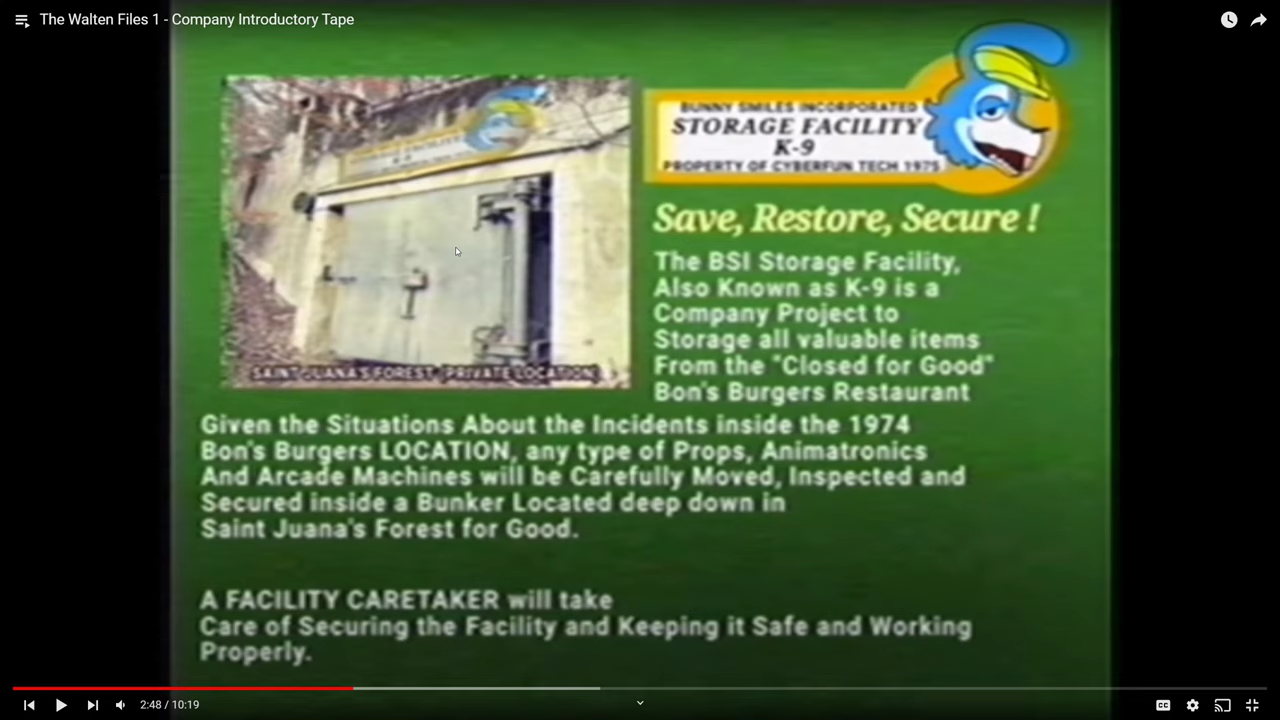 The Walten Files 1 - Company Introductory Tape
BUNNY SMILES INCORPORATED
STORAGE FACILITY
K-9
PROPERTY OF CYBERFUN TECH 1975
Save, Restore, Secure !
The BSI Storage Facility,
Also Known as K-9 is a
Company Project to
Storage all valuable items
From the "Closed for Good"
Bon's Burgers Restaurant
SAINT JUANA'S FOREST- [PRIVATE LOCATION]
Given the Situations About the Incidents inside the 1974
Bon's Burgers LOCATION, any type of Props, Animatronics
And Arcade Machines will be Carefully Moved, Inspected and
Secured inside a Bunker Located deep down in
Saint Juana's Forest for Good.
A FACILITY CARETAKER will take
Care of Securing the Facility and Keeping it Safe and Working
Properly.
2:48 / 10:19
CC